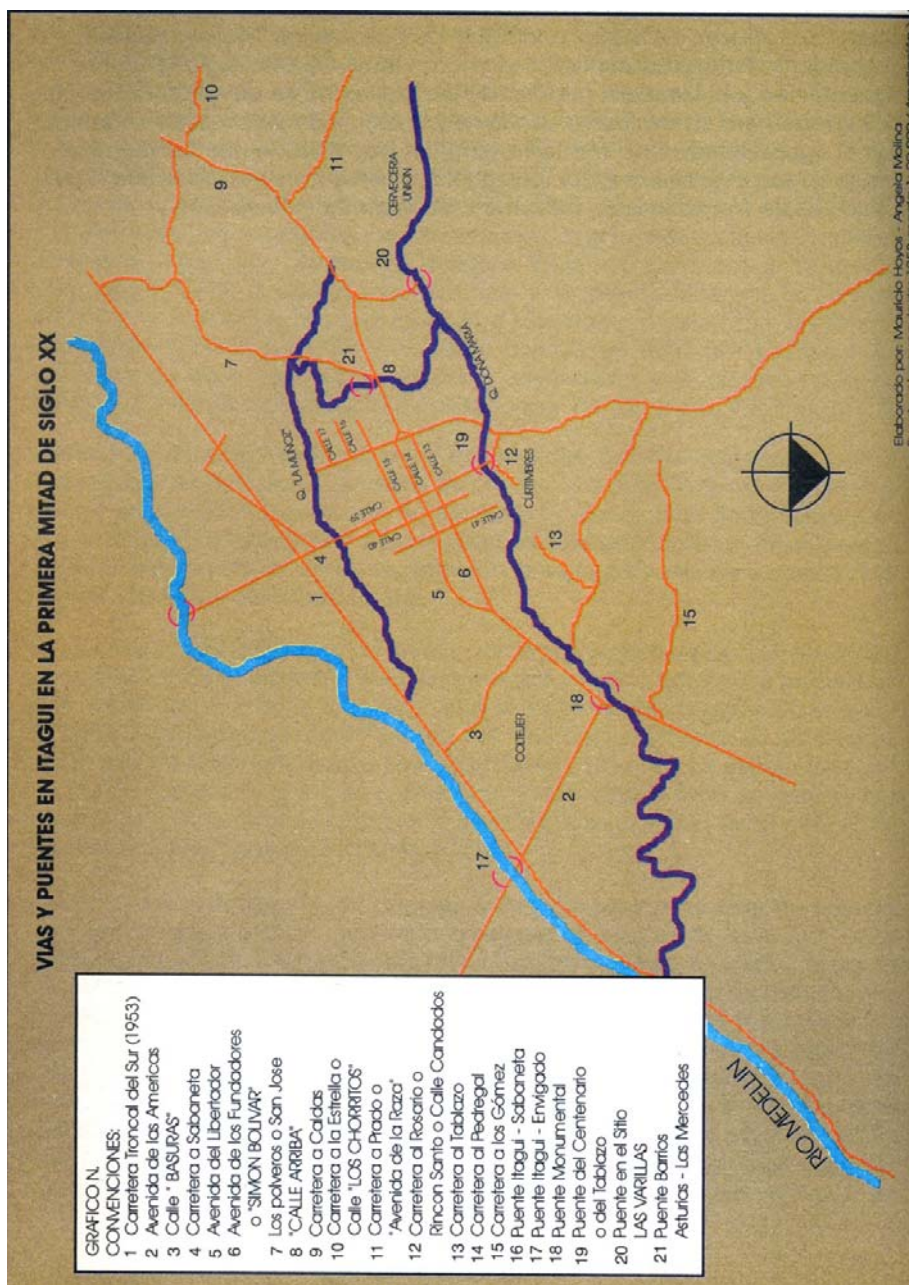 VIAS Y PUENTES EN ITAGUI EN LA PRIMERA MITAD DE SIGLO XX
GRAFICO N.
CONVENCIONES:
1 Carretera Troncal del Sur (1953)
2 Avenida de las Americas
3 Calle "BASURAS"
4 Carretera a Sabaneta
5 Avenida del Libertador
6 Avenida de los Fundadores
o "SIMON BOLIVAR"
7 Los polveros o San Jose
8 "CALLE ARRIBA"
9 Carretera a Caldas
10 Carretera a la Estrella o
Calle "LOS CHORRITOS"
11 Carretera a Prado o
"Avenida de la Raza"
12 Carretera al Rosario o
Rincon Santo o Calle Candados
13 Carretera al Tablazo
14 Carretera al Pedregal
15 Carretera a los Gómez
16 Puente Itagui - Sabaneta
17 Puente Itagui - Envigado
18 Puente Monumental
19 Puente del Centenario
o del Tablazo
20 Puente en el Sitio
LAS VARILLAS
21 Puente Barrios
Asturias - Las Mercedes
RIO MEDELLIN
17
2
18
3
COLTEJER
1
4
5
6
15
13
CALLE 39
CALLE 40
CALLE 41
CALLE 17
CALLE 16
CALLE 15
CALLE 14
CALLE 13
Q. "LA MUÑOZ"
12
CURTIMBRES
19
Q. DOÑA MARIA
7
21
8
20
CERVECERIA
UNION
9
11
10
Elaborado por: Mauricio Hoyos - Angela Molina